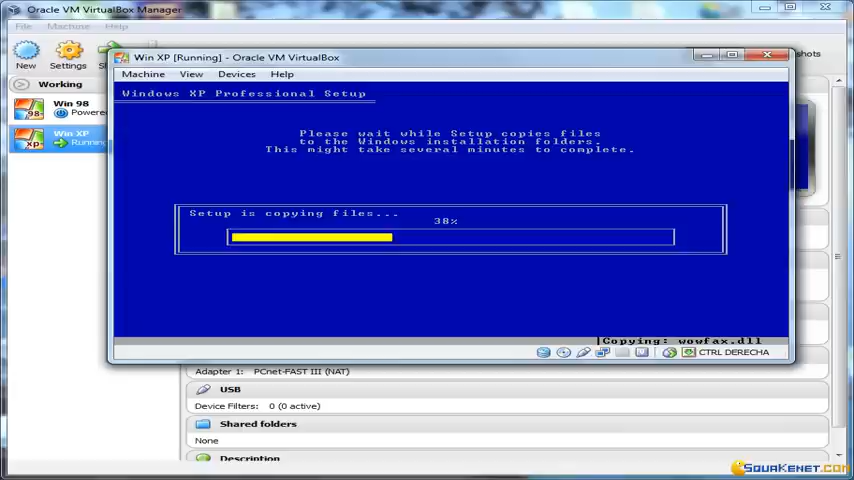 Oracle VM VirtualBox Manager
File Machine Help
New
Settings
Working
Win 98
Powered
98
Win XP
Running
xp
Win XP [Running] - Oracle VM VirtualBox
Machine View Devices Help
Windows XP Professional Setup
Please wait while Setup copies files
to the Windows installation folders.
This might take several minutes to complete.
Setup is copying files...
38%
Copying: wowfax.dll
CTRL DERECHA
Adapter 1: PCnet-FAST III (NAT)
USB
Device Filters: 0 (0 active)
Shared folders
None
Description
SQUAKENET.COM